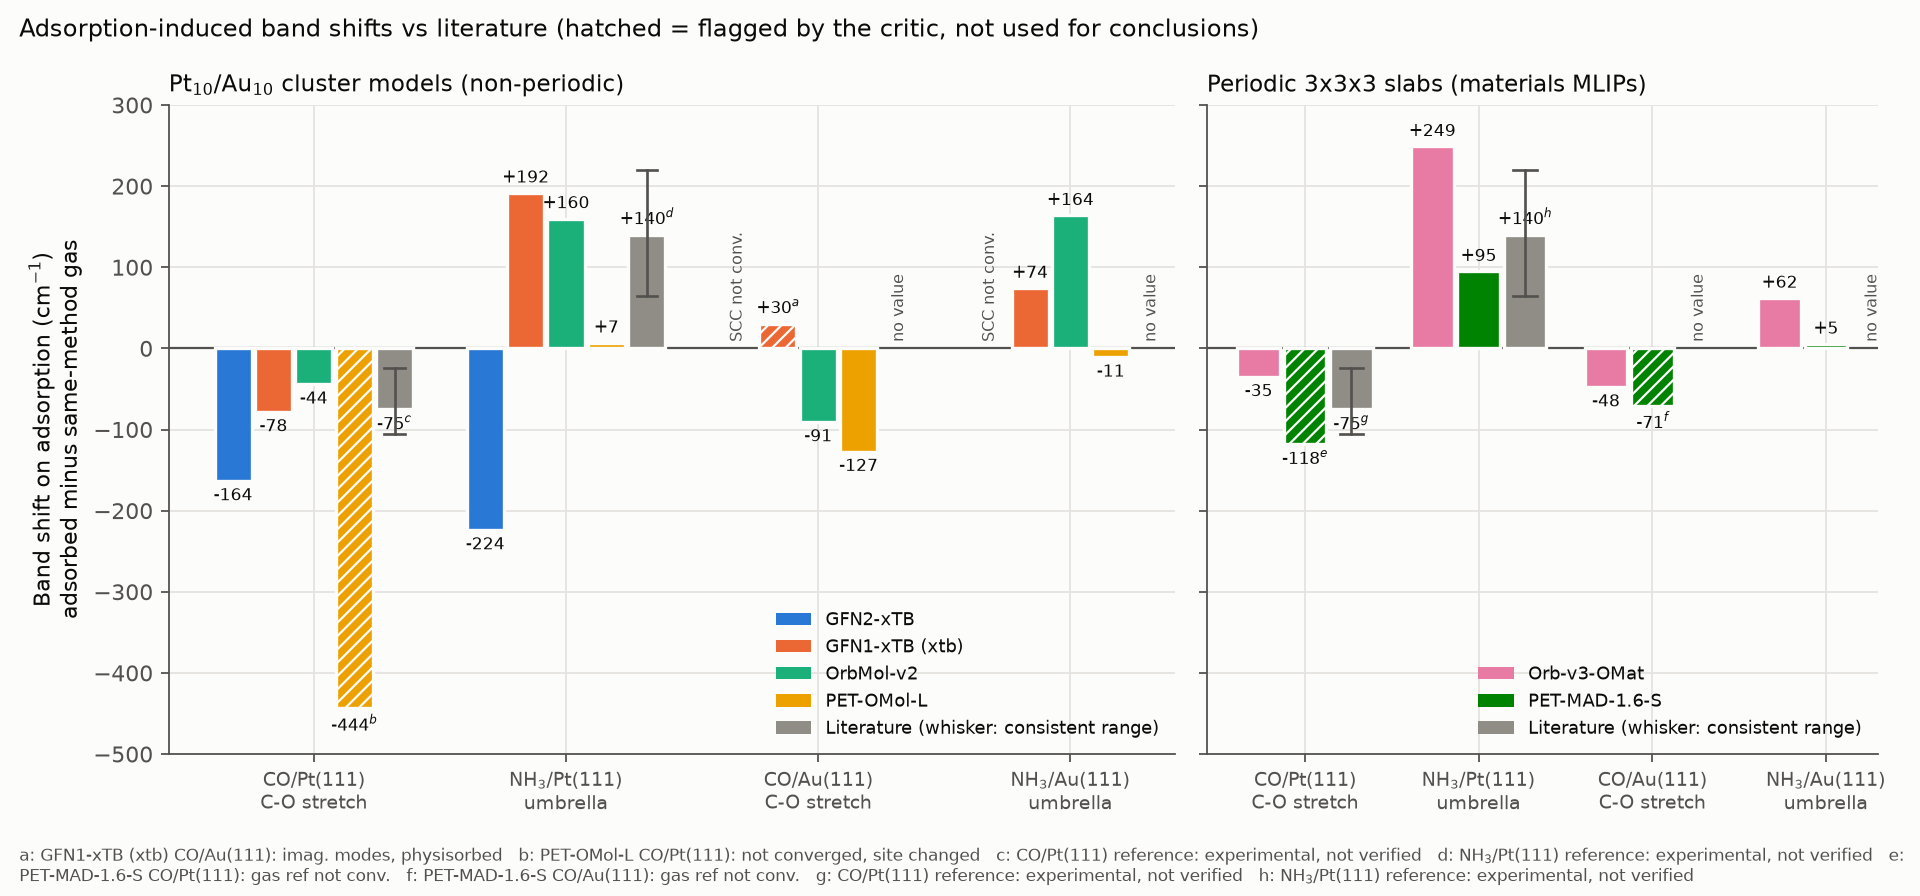 Adsorption-induced band shifts vs literature (hatched = flagged by the critic, not used for conclusions)
Pt₁₀/Au₁₀ cluster models (non-periodic)
Band shift on adsorption (cm⁻¹)
adsorbed minus same-method gas
300
200
100
0
−100
−200
−300
−400
−500
-164
-78
-44
-444ᵇ
-75ᶜ
-224
+192
+160
+7
+140ᵈ
SCC not conv.
+30ᵃ
-91
-127
no value
SCC not conv.
+74
+164
-11
no value
GFN2-xTB
GFN1-xTB (xtb)
OrbMol-v2
PET-OMol-L
Literature (whisker: consistent range)
CO/Pt(111)
C-O stretch
NH₃/Pt(111)
umbrella
CO/Au(111)
C-O stretch
NH₃/Au(111)
umbrella
Periodic 3x3x3 slabs (materials MLIPs)
-35
-118ᵉ
-75ᵍ
+249
+95
+140ʰ
-48
-71ᶠ
no value
+62
+5
no value
Orb-v3-OMat
PET-MAD-1.6-S
Literature (whisker: consistent range)
CO/Pt(111)
C-O stretch
NH₃/Pt(111)
umbrella
CO/Au(111)
C-O stretch
NH₃/Au(111)
umbrella
a: GFN1-xTB (xtb) CO/Au(111): imag. modes, physisorbed b: PET-OMol-L CO/Pt(111): not converged, site changed c: CO/Pt(111) reference: experimental, not verified d: NH₃/Pt(111) reference: experimental, not verified e:
PET-MAD-1.6-S CO/Pt(111): gas ref not conv. f: PET-MAD-1.6-S CO/Au(111): gas ref not conv. g: CO/Pt(111) reference: experimental, not verified h: NH₃/Pt(111) reference: experimental, not verified